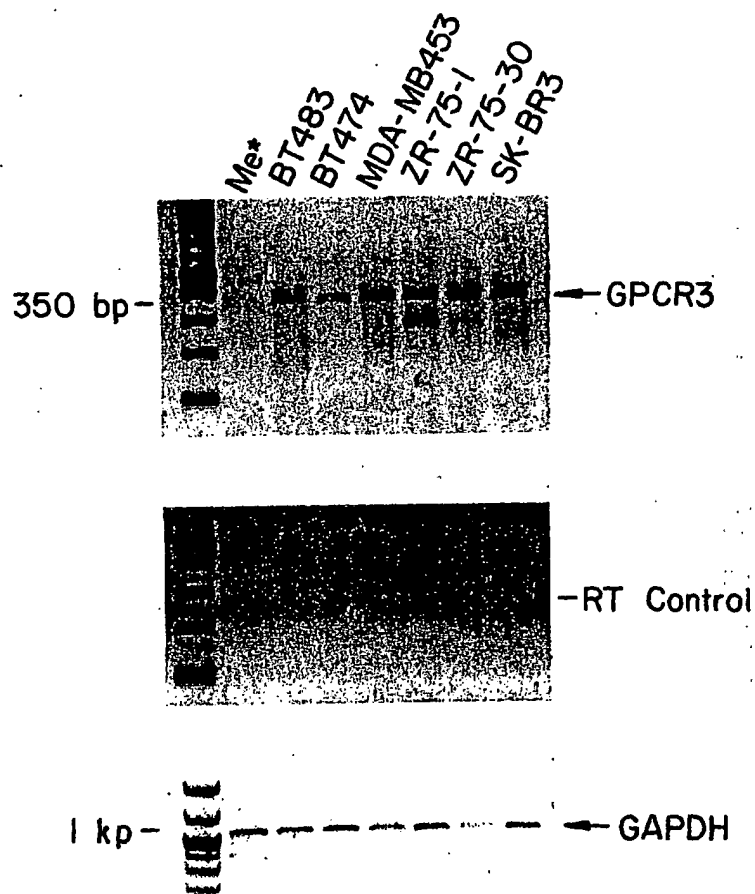 Me*
BT483
BT474
MDA-MB453
ZR-75-1
ZR-75-30
SK-BR3
350 bp
GPCR3
RT Control
1 kp
GAPDH